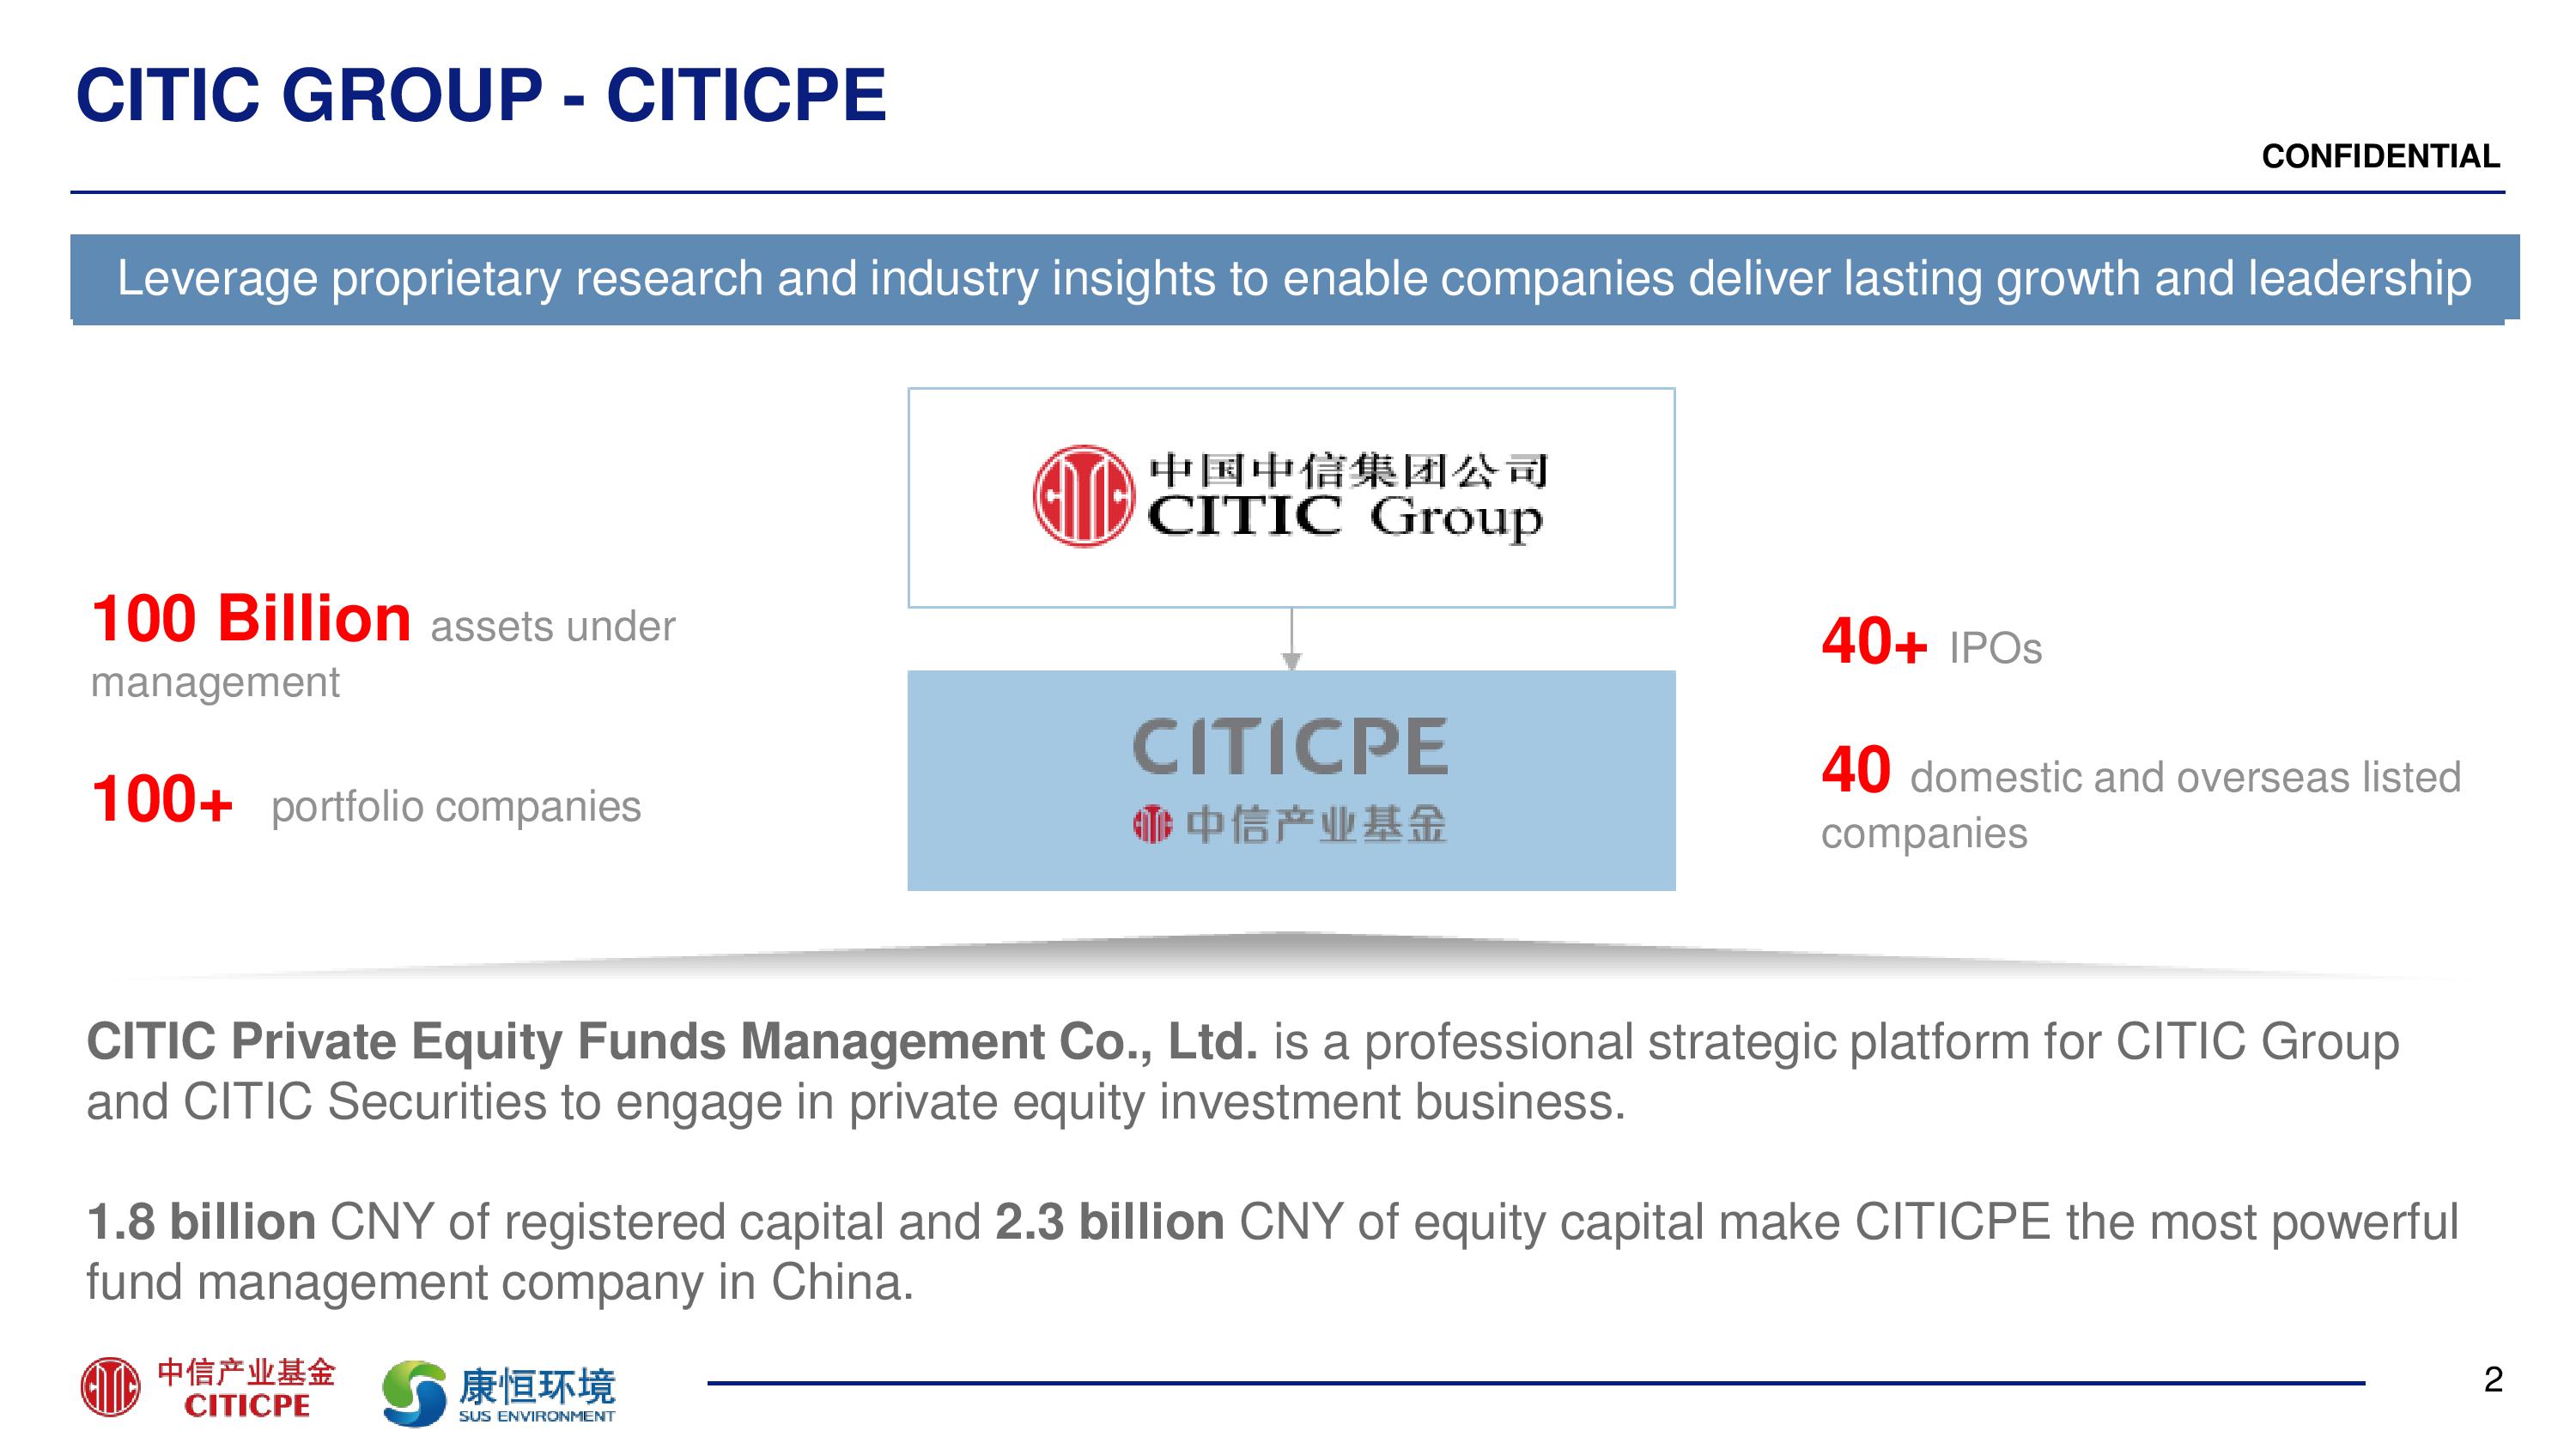 CITIC GROUP - CITICPE
CONFIDENTIAL
Leverage proprietary research and industry insights to enable companies deliver lasting growth and leadership
中国中信集团公司
CITIC Group
100 Billion assets under
management
100+ portfolio companies
CITICPE
中信产业基金
40+ IPOs
40 domestic and overseas listed
companies
CITIC Private Equity Funds Management Co., Ltd. is a professional strategic platform for CITIC Group
and CITIC Securities to engage in private equity investment business.
1.8 billion CNY of registered capital and 2.3 billion CNY of equity capital make CITICPE the most powerful
fund management company in China.
中信产业基金
CITICPE
康恒环境
SUS ENVIRONMENT
2